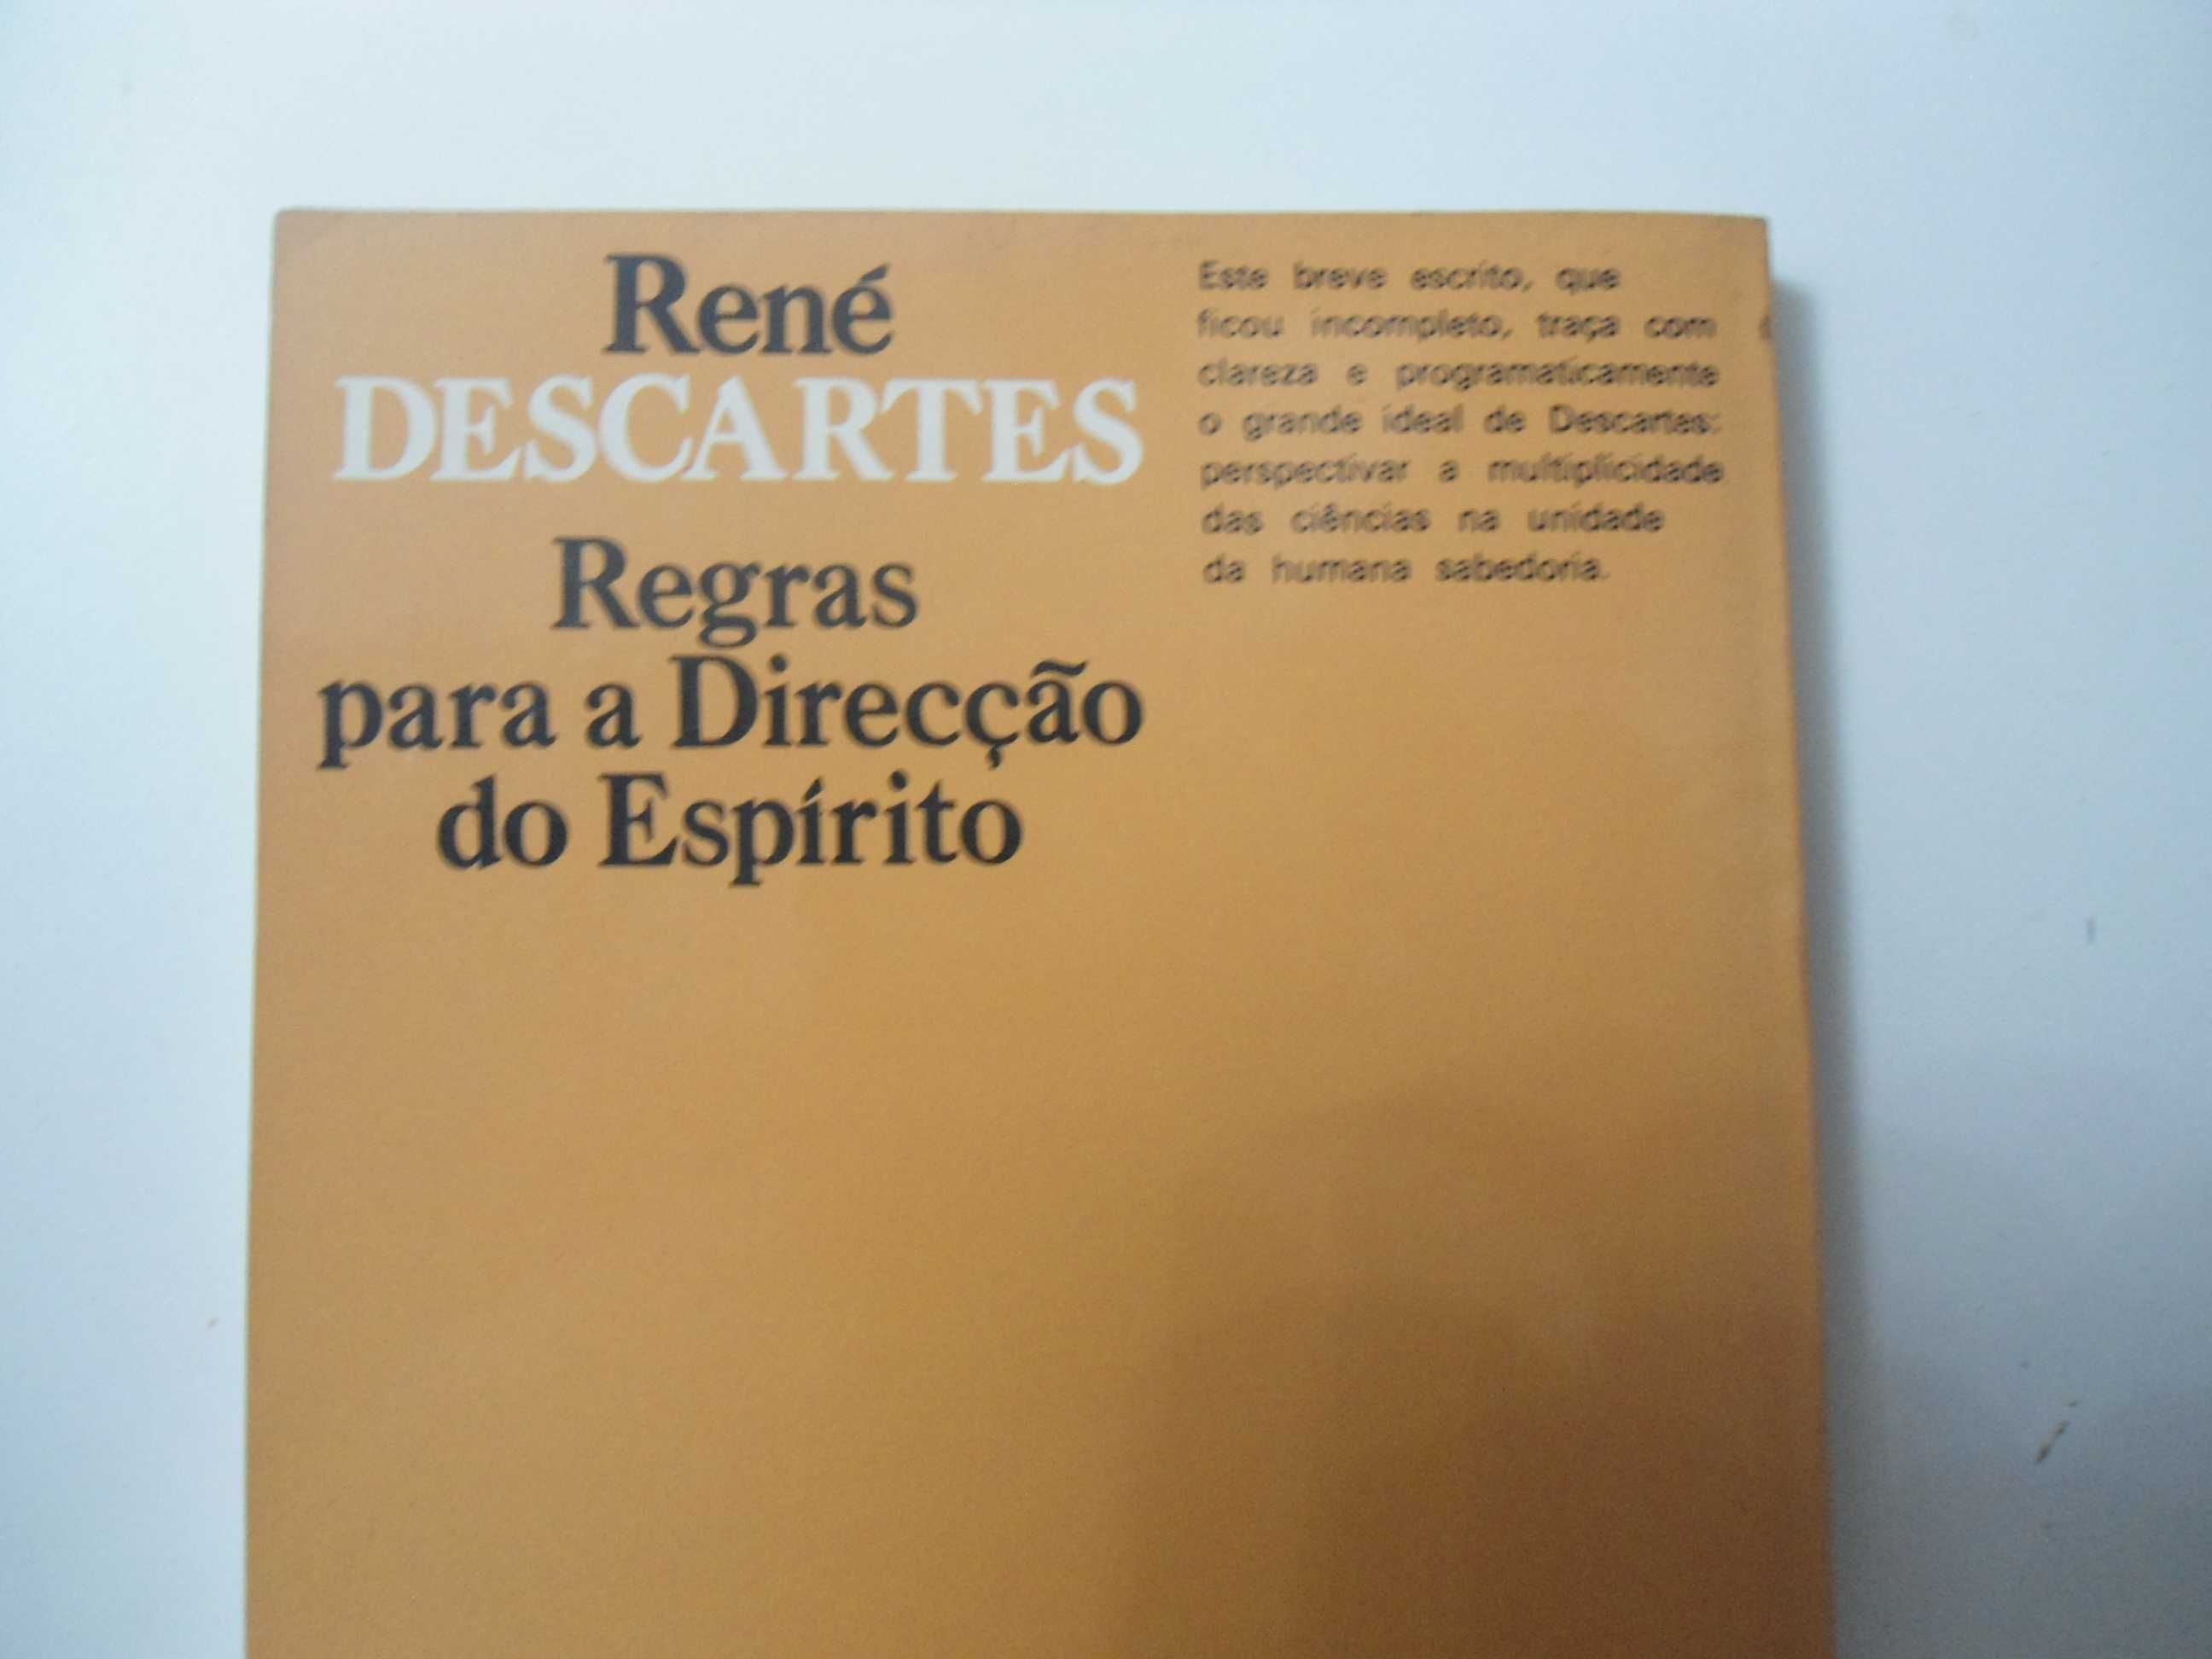 René
DESCARTES
Regras
para a Direcção
do Espírito
Este breve escrito, que
ficou incompleto, traça com
clareza e programaticamente
o grande ideal de Descartes:
perspectivar a multiplicidade
das ciências na unidade
da humana sabedoria.